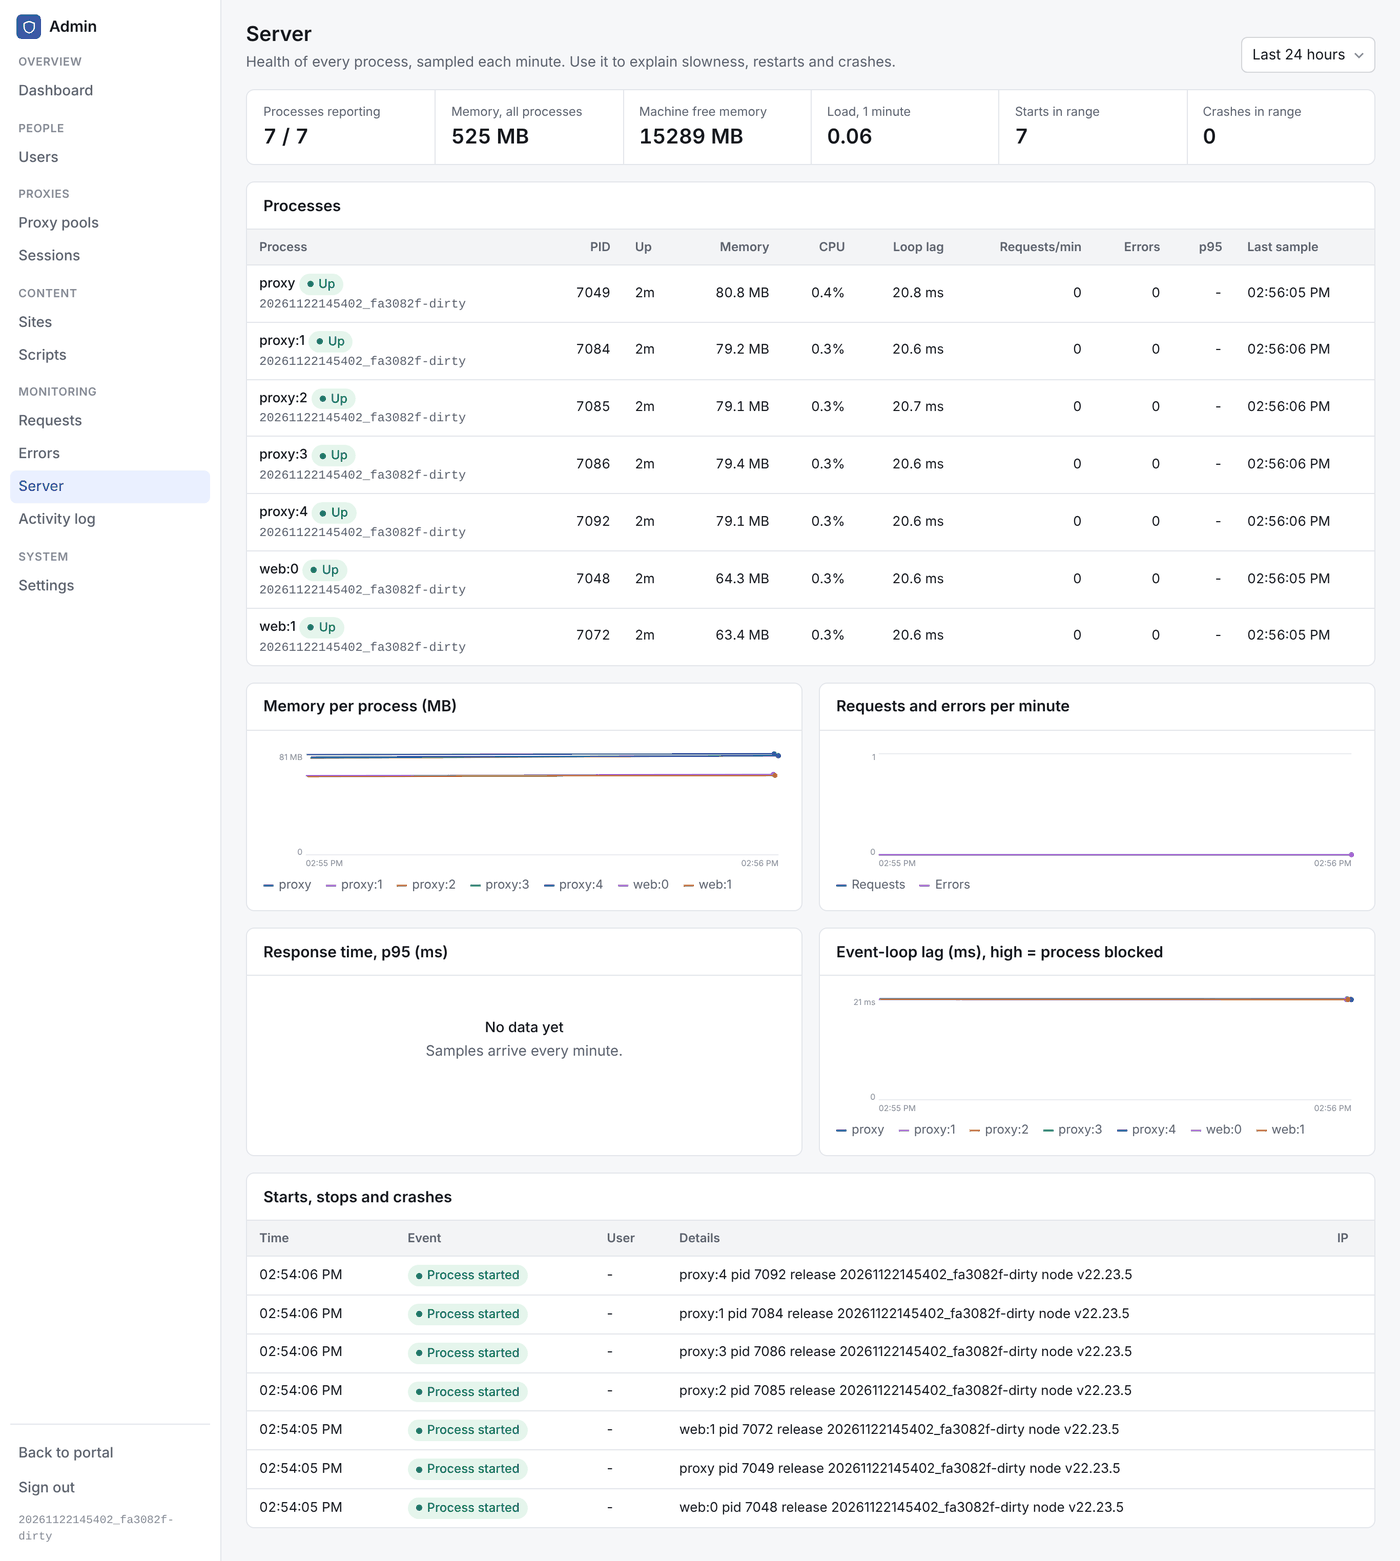 Admin
OVERVIEW
Dashboard
PEOPLE
Users
PROXIES
Proxy pools
Sessions
CONTENT
Sites
Scripts
MONITORING
Requests
Errors
Server
Activity log
SYSTEM
Settings
Back to portal
Sign out
20261122145402_fa3082f-
dirty
Server
Health of every process, sampled each minute. Use it to explain slowness, restarts and crashes.
Last 24 hours
Processes reporting
7 / 7
Memory, all processes
525 MB
Machine free memory
15289 MB
Load, 1 minute
0.06
Starts in range
7
Crashes in range
0
Processes
Process PID Up Memory CPU Loop lag Requests/min Errors p95 Last sample
proxy Up 7049 2m 80.8 MB 0.4% 20.8 ms 0 0 - 02:56:05 PM
20261122145402_fa3082f-dirty
proxy:1 Up 7084 2m 79.2 MB 0.3% 20.6 ms 0 0 - 02:56:06 PM
20261122145402_fa3082f-dirty
proxy:2 Up 7085 2m 79.1 MB 0.3% 20.7 ms 0 0 - 02:56:06 PM
20261122145402_fa3082f-dirty
proxy:3 Up 7086 2m 79.4 MB 0.3% 20.6 ms 0 0 - 02:56:06 PM
20261122145402_fa3082f-dirty
proxy:4 Up 7092 2m 79.1 MB 0.3% 20.6 ms 0 0 - 02:56:06 PM
20261122145402_fa3082f-dirty
web:0 Up 7048 2m 64.3 MB 0.3% 20.6 ms 0 0 - 02:56:05 PM
20261122145402_fa3082f-dirty
web:1 Up 7072 2m 63.4 MB 0.3% 20.6 ms 0 0 - 02:56:05 PM
20261122145402_fa3082f-dirty
Memory per process (MB)
81 MB
0
02:55 PM 02:56 PM
proxy proxy:1 proxy:2 proxy:3 proxy:4 web:0 web:1
Requests and errors per minute
1
0
02:55 PM 02:56 PM
Requests Errors
Response time, p95 (ms)
No data yet
Samples arrive every minute.
Event-loop lag (ms), high = process blocked
21 ms
0
02:55 PM 02:56 PM
proxy proxy:1 proxy:2 proxy:3 proxy:4 web:0 web:1
Starts, stops and crashes
Time Event User Details IP
02:54:06 PM Process started - proxy:4 pid 7092 release 20261122145402_fa3082f-dirty node v22.23.5
02:54:06 PM Process started - proxy:1 pid 7084 release 20261122145402_fa3082f-dirty node v22.23.5
02:54:06 PM Process started - proxy:3 pid 7086 release 20261122145402_fa3082f-dirty node v22.23.5
02:54:06 PM Process started - proxy:2 pid 7085 release 20261122145402_fa3082f-dirty node v22.23.5
02:54:05 PM Process started - web:1 pid 7072 release 20261122145402_fa3082f-dirty node v22.23.5
02:54:05 PM Process started - proxy pid 7049 release 20261122145402_fa3082f-dirty node v22.23.5
02:54:05 PM Process started - web:0 pid 7048 release 20261122145402_fa3082f-dirty node v22.23.5